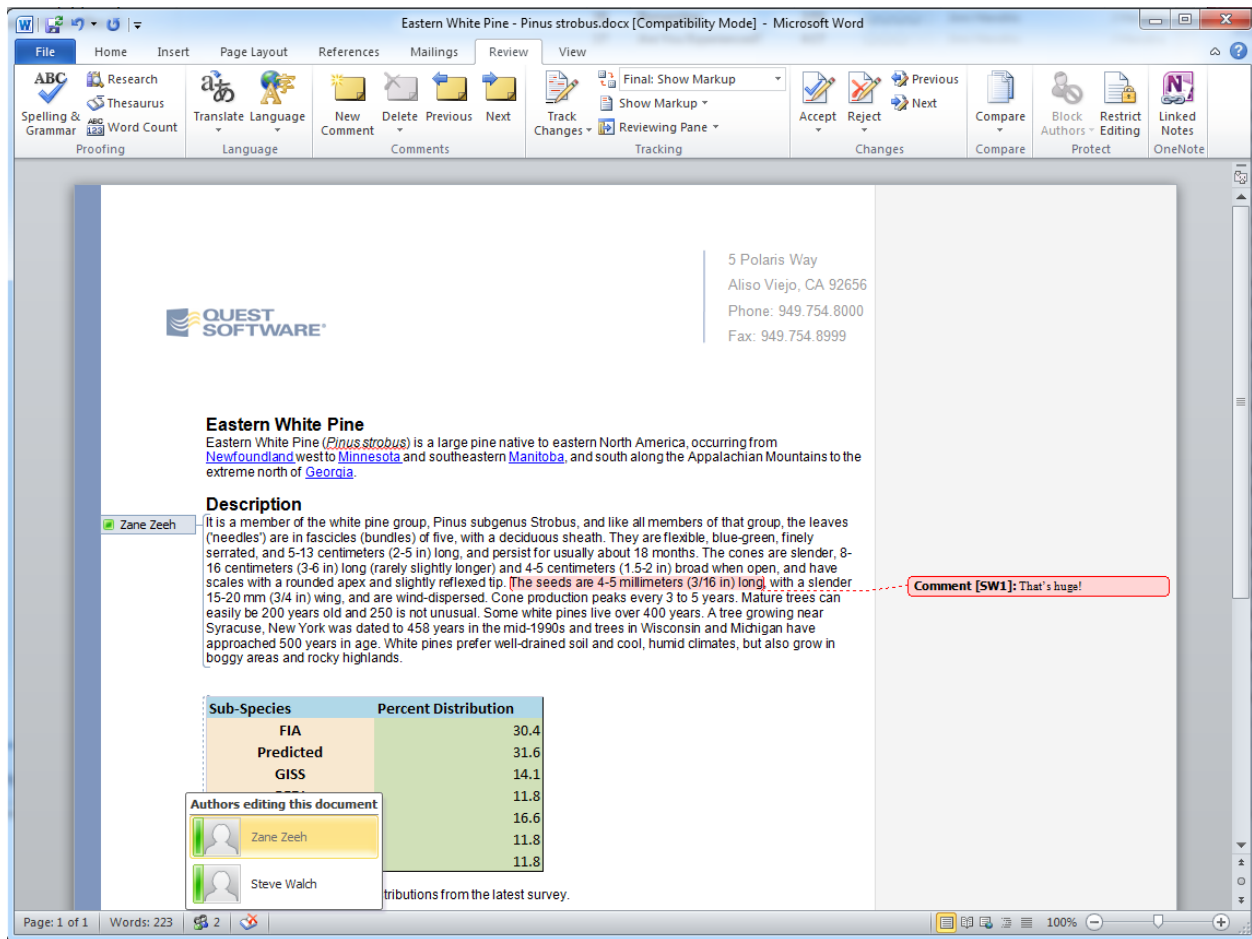 Eastern White Pine - Pinus strobus.docx [Compatibility Mode] - Microsoft Word
File Home Insert Page Layout References Mailings Review View
ABC Spelling & Grammar
Research
Thesaurus
ABC 123 Word Count
Proofing
Translate Language
Language
New Comment Delete Previous Next
Comments
Track Changes
Final: Show Markup
Show Markup
Reviewing Pane
Tracking
Accept Reject
Previous
Next
Changes
Compare
Compare
Block Authors Restrict Editing
Protect
Linked Notes
OneNote
5 Polaris Way
Aliso Viejo, CA 92656
Phone: 949.754.8000
Fax: 949.754.8999
QUEST
SOFTWARE®
Eastern White Pine
Eastern White Pine (Pinus strobus) is a large pine native to eastern North America, occurring from
Newfoundland west to Minnesota and southeastern Manitoba, and south along the Appalachian Mountains to the
extreme north of Georgia.
Description
Zane Zeeh
It is a member of the white pine group, Pinus subgenus Strobus, and like all members of that group, the leaves
('needles') are in fascicles (bundles) of five, with a deciduous sheath. They are flexible, blue-green, finely
serrated, and 5-13 centimeters (2-5 in) long, and persist for usually about 18 months. The cones are slender, 8-
16 centimeters (3-6 in) long (rarely slightly longer) and 4-5 centimeters (1.5-2 in) broad when open, and have
scales with a rounded apex and slightly reflexed tip. The seeds are 4-5 millimeters (3/16 in) long, with a slender
15-20 mm (3/4 in) wing, and are wind-dispersed. Cone production peaks every 3 to 5 years. Mature trees can
easily be 200 years old and 250 is not unusual. Some white pines live over 400 years. A tree growing near
Syracuse, New York was dated to 458 years in the mid-1990s and trees in Wisconsin and Michigan have
approached 500 years in age. White pines prefer well-drained soil and cool, humid climates, but also grow in
boggy areas and rocky highlands.
Comment [SW1]: That's huge!
Sub-Species Percent Distribution
FIA 30.4
Predicted 31.6
GISS 14.1
11.8
16.6
11.8
11.8
Authors editing this document
Zane Zeeh
Steve Walch
tributions from the latest survey.
Page: 1 of 1 Words: 223 2 100%